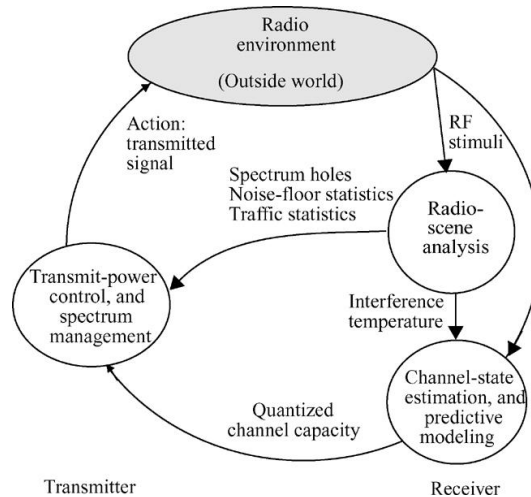 Radio
environment
(Outside world)
Action:
transmitted
signal
RF
stimuli
Spectrum holes
Noise-floor statistics
Traffic statistics
Radio-
scene
analysis
Transmit-power
control, and
spectrum
management
Interference
temperature
Channel-state
estimation, and
predictive
modeling
Quantized
channel capacity
Transmitter
Receiver